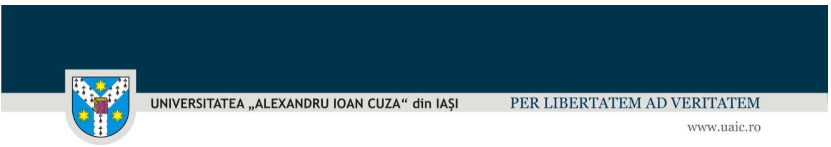 UNIVERSITATEA „ALEXANDRU IOAN CUZA“ din IAŞI PER LIBERTATEM AD VERITATEM
www.uaic.ro